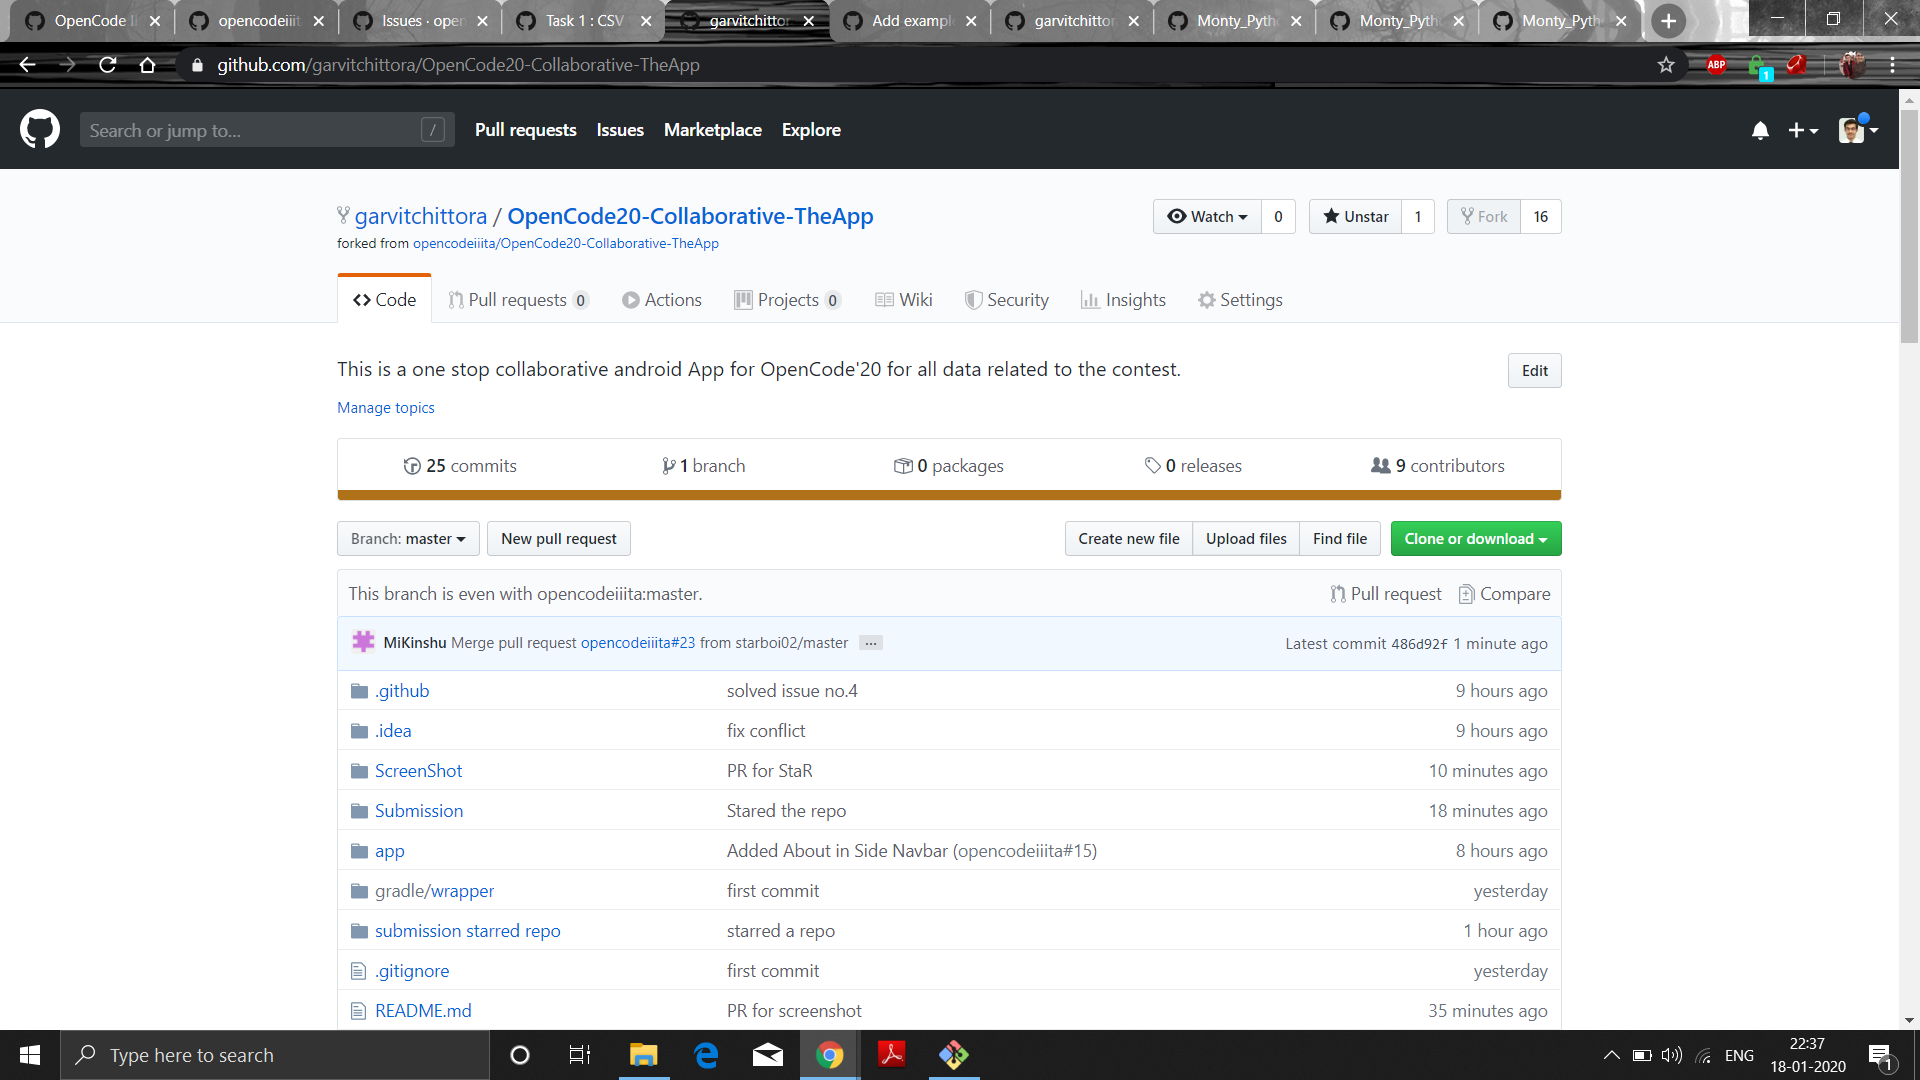 OpenCode li
opencodeiiit
Issues · open
Task 1 : CSV
garvitchittor
Add exampl
garvitchittor
Monty_Pyth
Monty_Pyth
Monty_Pyth
github.com/garvitchittora/OpenCode20-Collaborative-TheApp
ABP
1
Search or jump to...
/
Pull requests
Issues
Marketplace
Explore
garvitchittora / OpenCode20-Collaborative-TheApp
Watch 0
Unstar 1
Fork 16
forked from opencodeiiita/OpenCode20-Collaborative-TheApp
Code
Pull requests 0
Actions
Projects 0
Wiki
Security
Insights
Settings
This is a one stop collaborative android App for OpenCode'20 for all data related to the contest.
Edit
Manage topics
25 commits
1 branch
0 packages
0 releases
9 contributors
Branch: master
New pull request
Create new file
Upload files
Find file
Clone or download
This branch is even with opencodeiiita:master.
Pull request
Compare
MiKinshu Merge pull request opencodeiiita#23 from starboi02/master ...
Latest commit 486d92f 1 minute ago
.github solved issue no.4 9 hours ago
.idea fix conflict 9 hours ago
ScreenShot PR for StaR 10 minutes ago
Submission Stared the repo 18 minutes ago
app Added About in Side Navbar (opencodeiiita#15) 8 hours ago
gradle/wrapper first commit yesterday
submission starred repo starred a repo 1 hour ago
.gitignore first commit yesterday
README.md PR for screenshot 35 minutes ago
Type here to search
ENG
22:37
18-01-2020
1